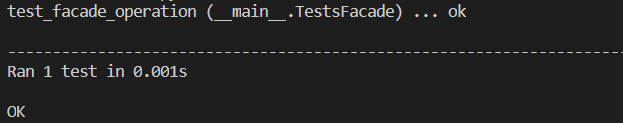 test_facade_operation (__main__.TestsFacade) ... ok
----------------------------------------------------------------------
Ran 1 test in 0.001s
OK